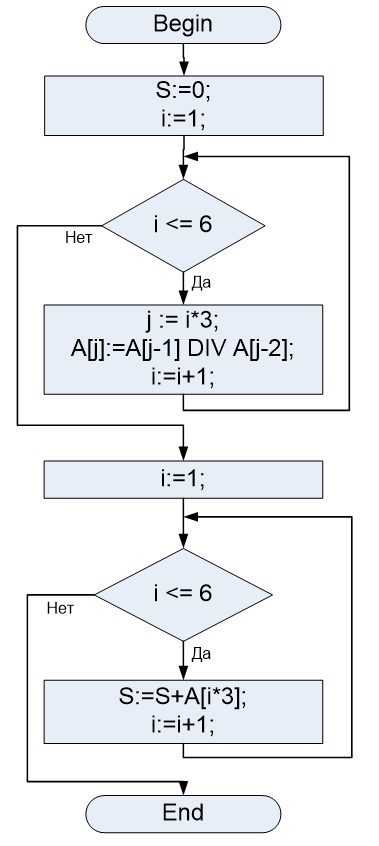 Begin
S:=0;
i:=1;
i <= 6
Нет
Да
j := i*3;
A[j]:=A[j-1] DIV A[j-2];
i:=i+1;
i:=1;
i <= 6
Нет
Да
S:=S+A[i*3];
i:=i+1;
End